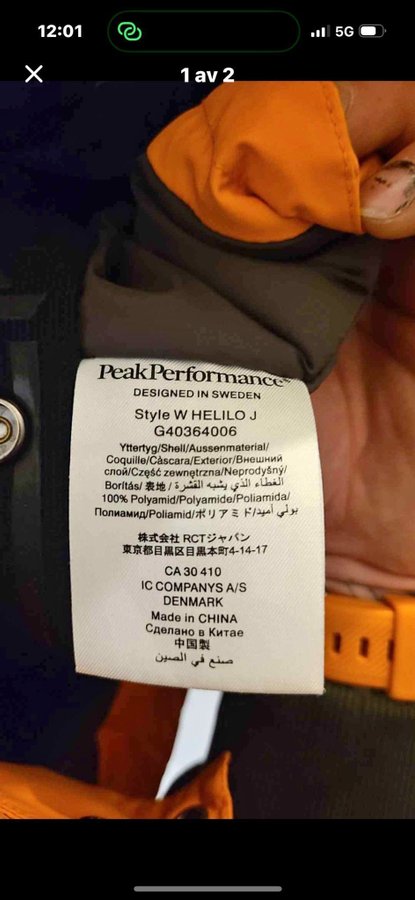 12:01
5G
1 av 2
PeakPerformance
DESIGNED IN SWEDEN
Style W HELILO J
G40364006
Yttertyg/Shell/Aussenmaterial/
Coquille/Càscara/Exterior/Внешний
слой/Część zewnętrzna/Neprodyšný/
Borítás/ 表地 / الغطاء الذي يشبه القشرة/
100% Polyamid/Polyamide/Poliamida/
Полиамид/Poliamid/ポリアミド/بولي أميد
株式会社 RCTジャパン
東京都目黒区目黒本町4-14-17
CA 30 410
IC COMPANYS A/S
DENMARK
Made in CHINA
Сделано в Китае
中国製
صنع في الصين